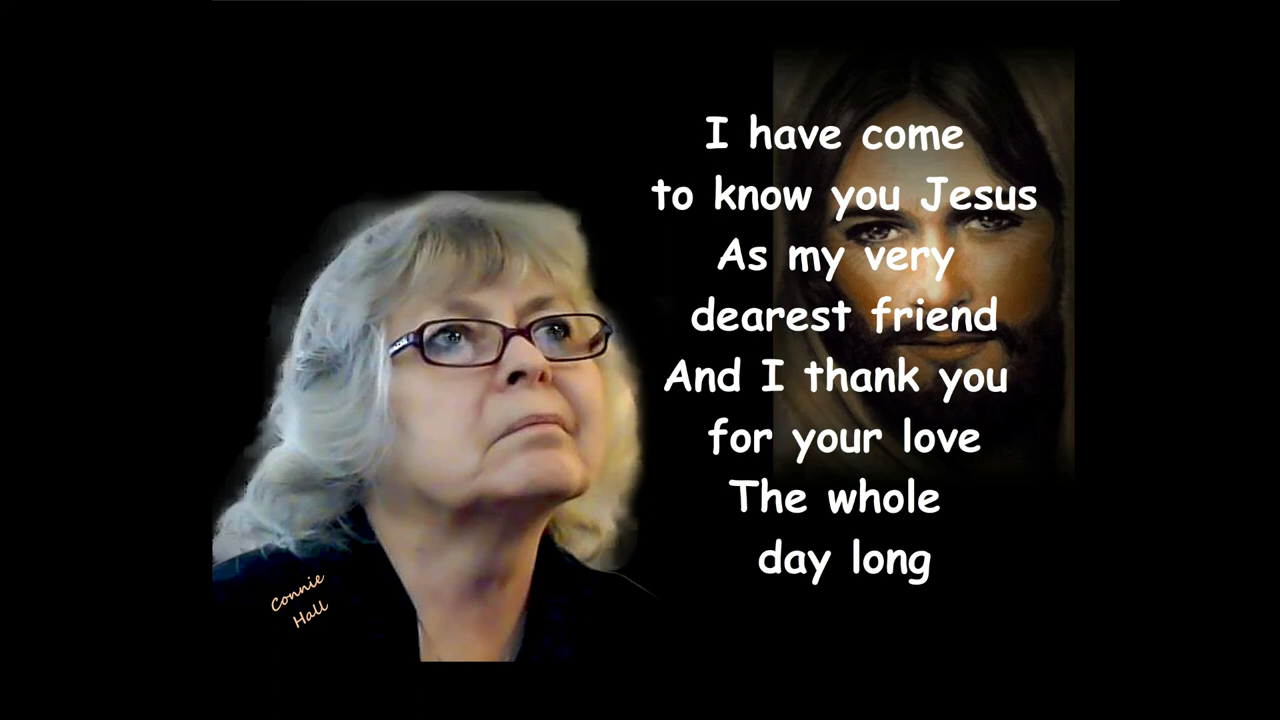 I have come
to know you Jesus
As my very
dearest friend
And I thank you
for your love
The whole
day long
Connie
Hall